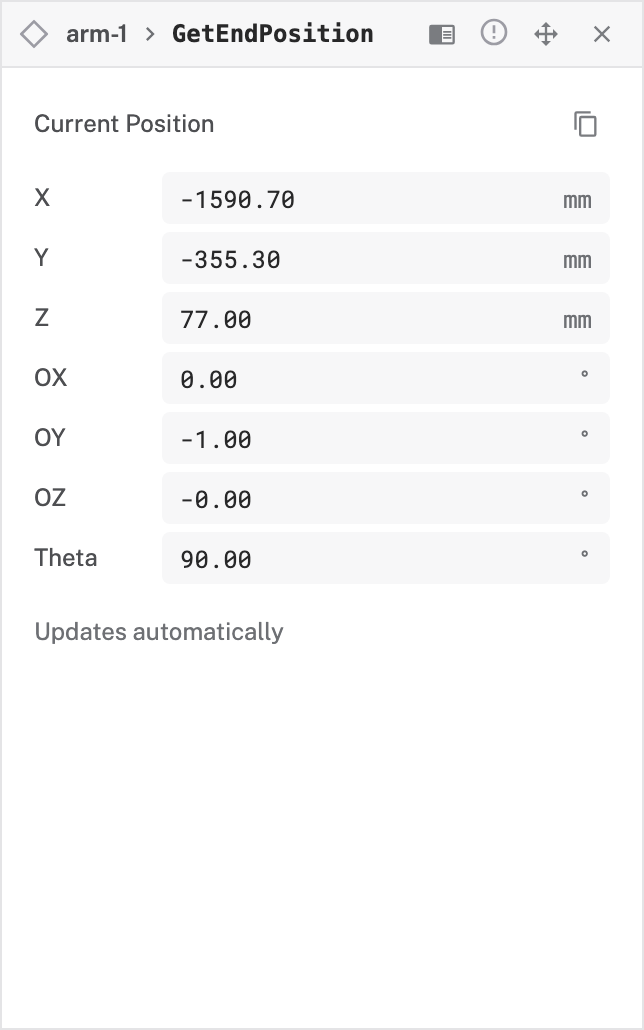 arm-1 > GetEndPosition
Current Position
X -1590.70 mm
Y -355.30 mm
Z 77.00 mm
OX 0.00 °
OY -1.00 °
OZ -0.00 °
Theta 90.00 °
Updates automatically